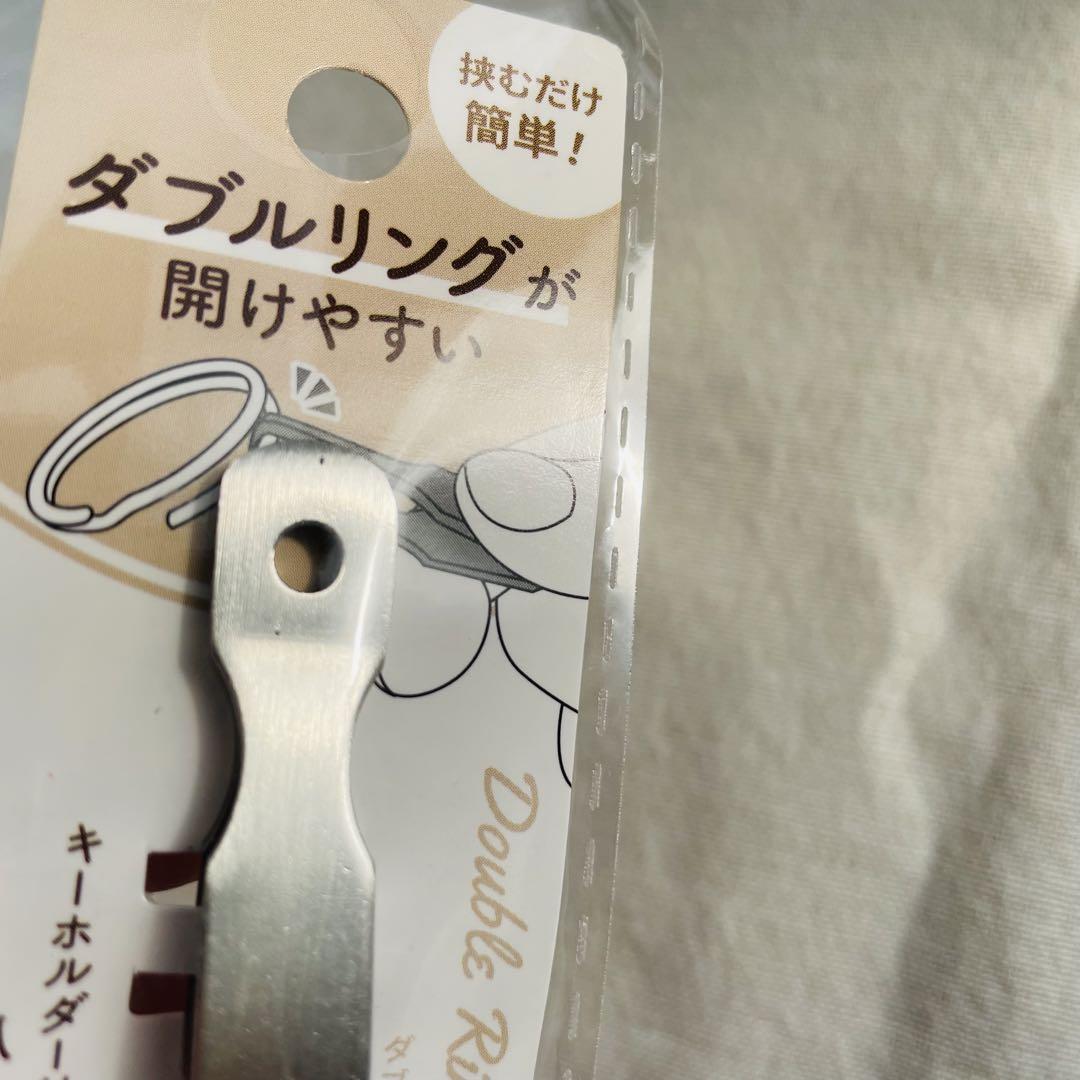 挟むだけ
簡単!
ダブルリングが
開けやすい
Double
キーホルダー